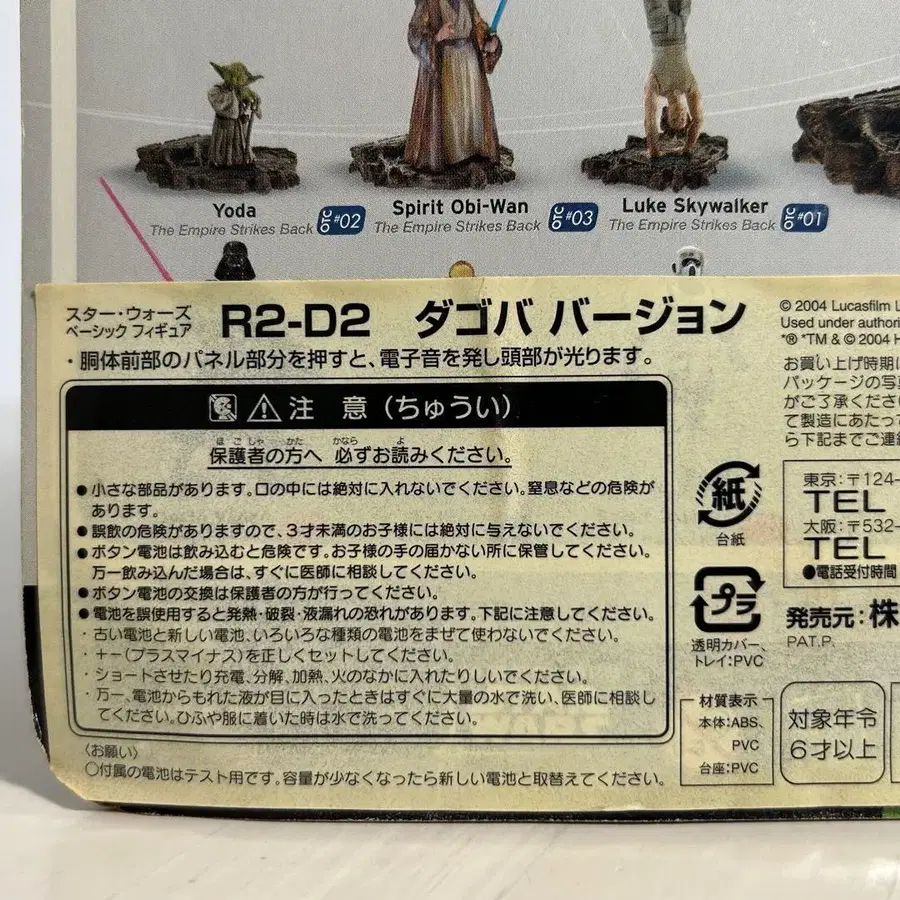 Yoda
The Empire Strikes Back
OTC #02
Spirit Obi-Wan
The Empire Strikes Back
OTC #03
Luke Skywalker
The Empire Strikes Back
OTC #01
スター・ウォーズ
ベーシック フィギュア
R2-D2 ダゴバ バージョン
・胴体前部のパネル部分を押すと、電子音を発し頭部が光ります。
注 意(ちゅうい)
ほごしゃ かた かなら よ
保護者の方へ 必ずお読みください。
●小さな部品があります。口の中には絶対に入れないでください。窒息などの危険が
あります。
●誤飲の危険がありますので、3才未満のお子様には絶対に与えないでください。
●ボタン電池は飲み込むと危険です。お子様の手の届かない所に保管してください。
万一飲み込んだ場合は、すぐに医師に相談してください。
●ボタン電池の交換は保護者の方が行ってください。
●電池を誤使用すると発熱・破裂・液漏れの恐れがあります。下記に注意してください。
・古い電池と新しい電池、いろいろな種類の電池をまぜて使わないでください。
・+-(プラスマイナス)を正しくセットしてください。
・ショートさせたり充電、分解、加熱、火のなかに入れたりしないでください。
・万一、電池からもれた液が目に入ったときはすぐに大量の水で洗い、医師に相談し
てください。ひふや服に着いた時は水で洗ってください。
〈お願い〉
○付属の電池はテスト用です。容量が少なくなったら新しい電池と取替えてください。
© 2004 Lucasfilm L
Used under authori
*® *TM & © 2004 H
お買い上げ時期に
パッケージの写真
がご了承くださ
て製造にあたっ
ら下記までご連
紙
台紙
プラ
透明カバー、
トレイ:PVC
東京:〒124-
TEL
大阪:〒532-
TEL
●電話受付時間
発売元:株
PAT.P.
材質表示
本体:ABS、
PVC
台座:PVC
対象年令
6才以上